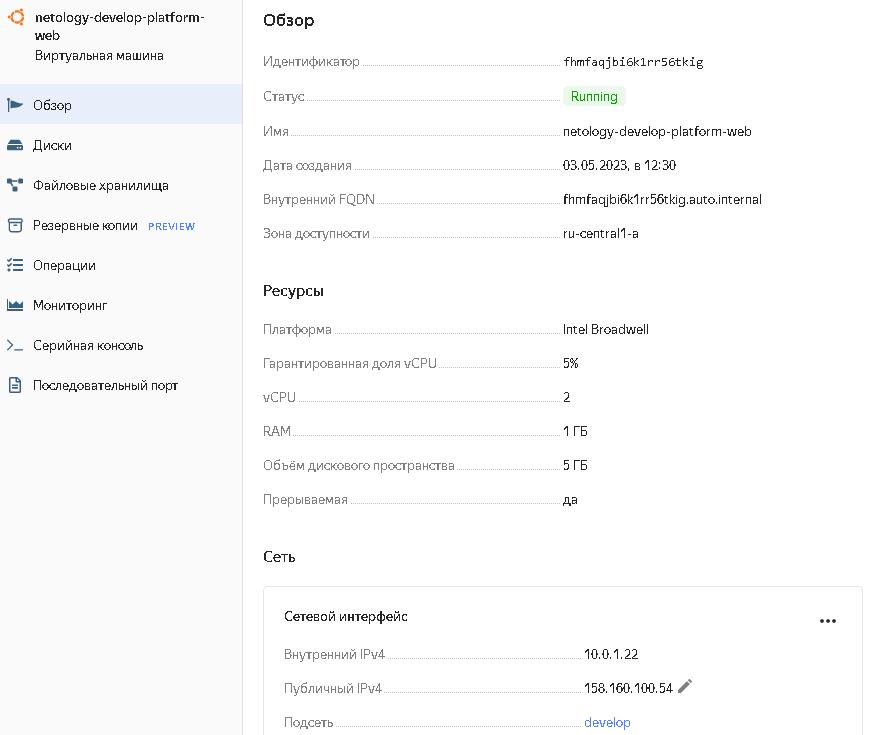 netology-develop-platform-
web
Виртуальная машина
Обзор
Диски
Файловые хранилища
Резервные копии PREVIEW
Операции
Мониторинг
Серийная консоль
Последовательный порт
Обзор
Идентификатор fhmfaqjbi6k1rr56tkig
Статус Running
Имя netology-develop-platform-web
Дата создания 03.05.2023, в 12:30
Внутренний FQDN fhmfaqjbi6k1rr56tkig.auto.internal
Зона доступности ru-central1-a
Ресурсы
Платформа Intel Broadwell
Гарантированная доля vCPU 5%
vCPU 2
RAM 1 ГБ
Объём дискового пространства 5 ГБ
Прерываемая да
Сеть
Сетевой интерфейс
Внутренний IPv4 10.0.1.22
Публичный IPv4 158.160.100.54
Подсеть develop